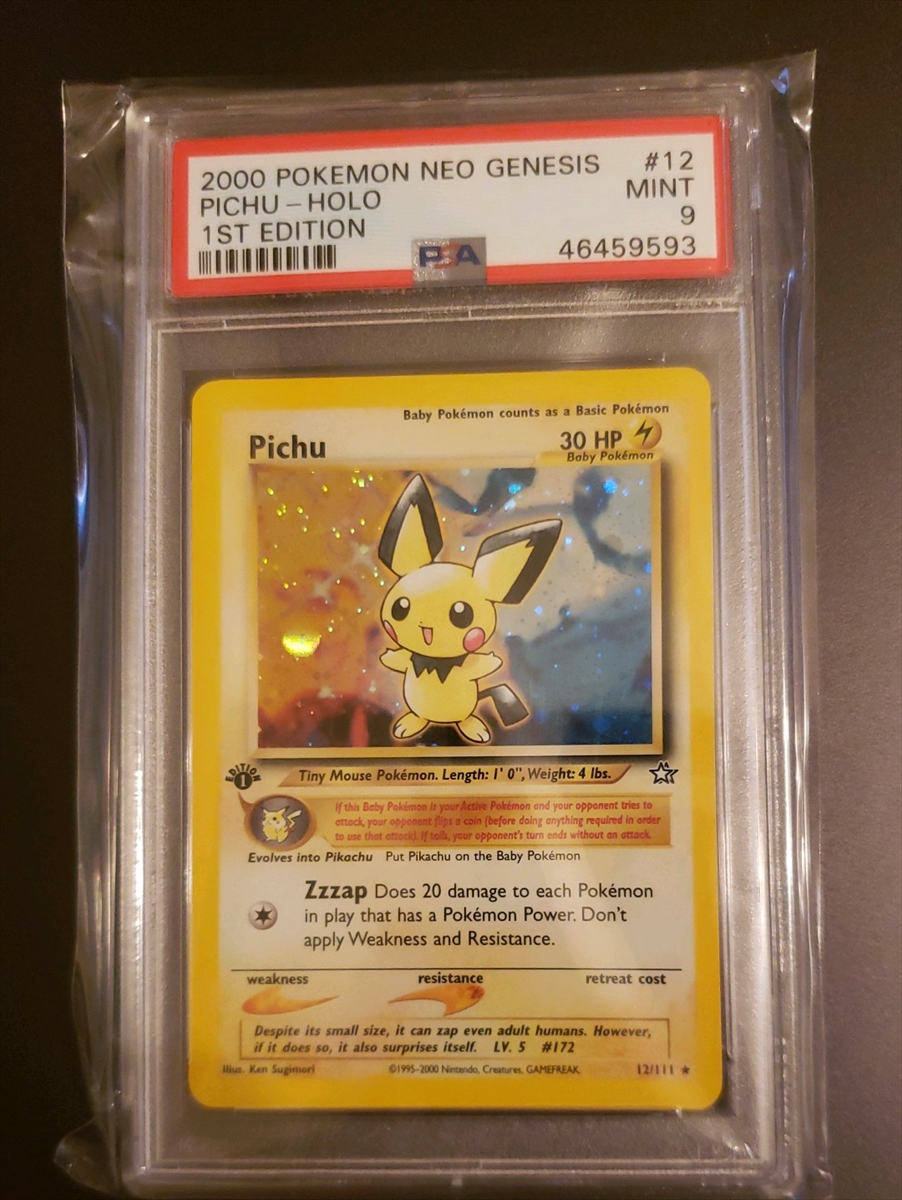 2000 POKEMON NEO GENESIS #12
PICHU - HOLO MINT
1ST EDITION 9
PSA 46459593
Baby Pokémon counts as a Basic Pokémon
Pichu 30 HP
Baby Pokémon
EDITION
1
Tiny Mouse Pokémon. Length: 1' 0", Weight: 4 lbs.
If this Baby Pokémon is your Active Pokémon and your opponent tries to
attack, your opponent flips a coin (before doing anything required in order
to use that attack). If tails, your opponent's turn ends without an attack.
Evolves into Pikachu Put Pikachu on the Baby Pokémon
Zzzap Does 20 damage to each Pokémon
in play that has a Pokémon Power. Don't
apply Weakness and Resistance.
weakness resistance retreat cost
Despite its small size, it can zap even adult humans. However,
if it does so, it also surprises itself. LV. 5 #172
Illus. Ken Sugimori ©1995-2000 Nintendo, Creatures, GAMEFREAK. 12/111 ★